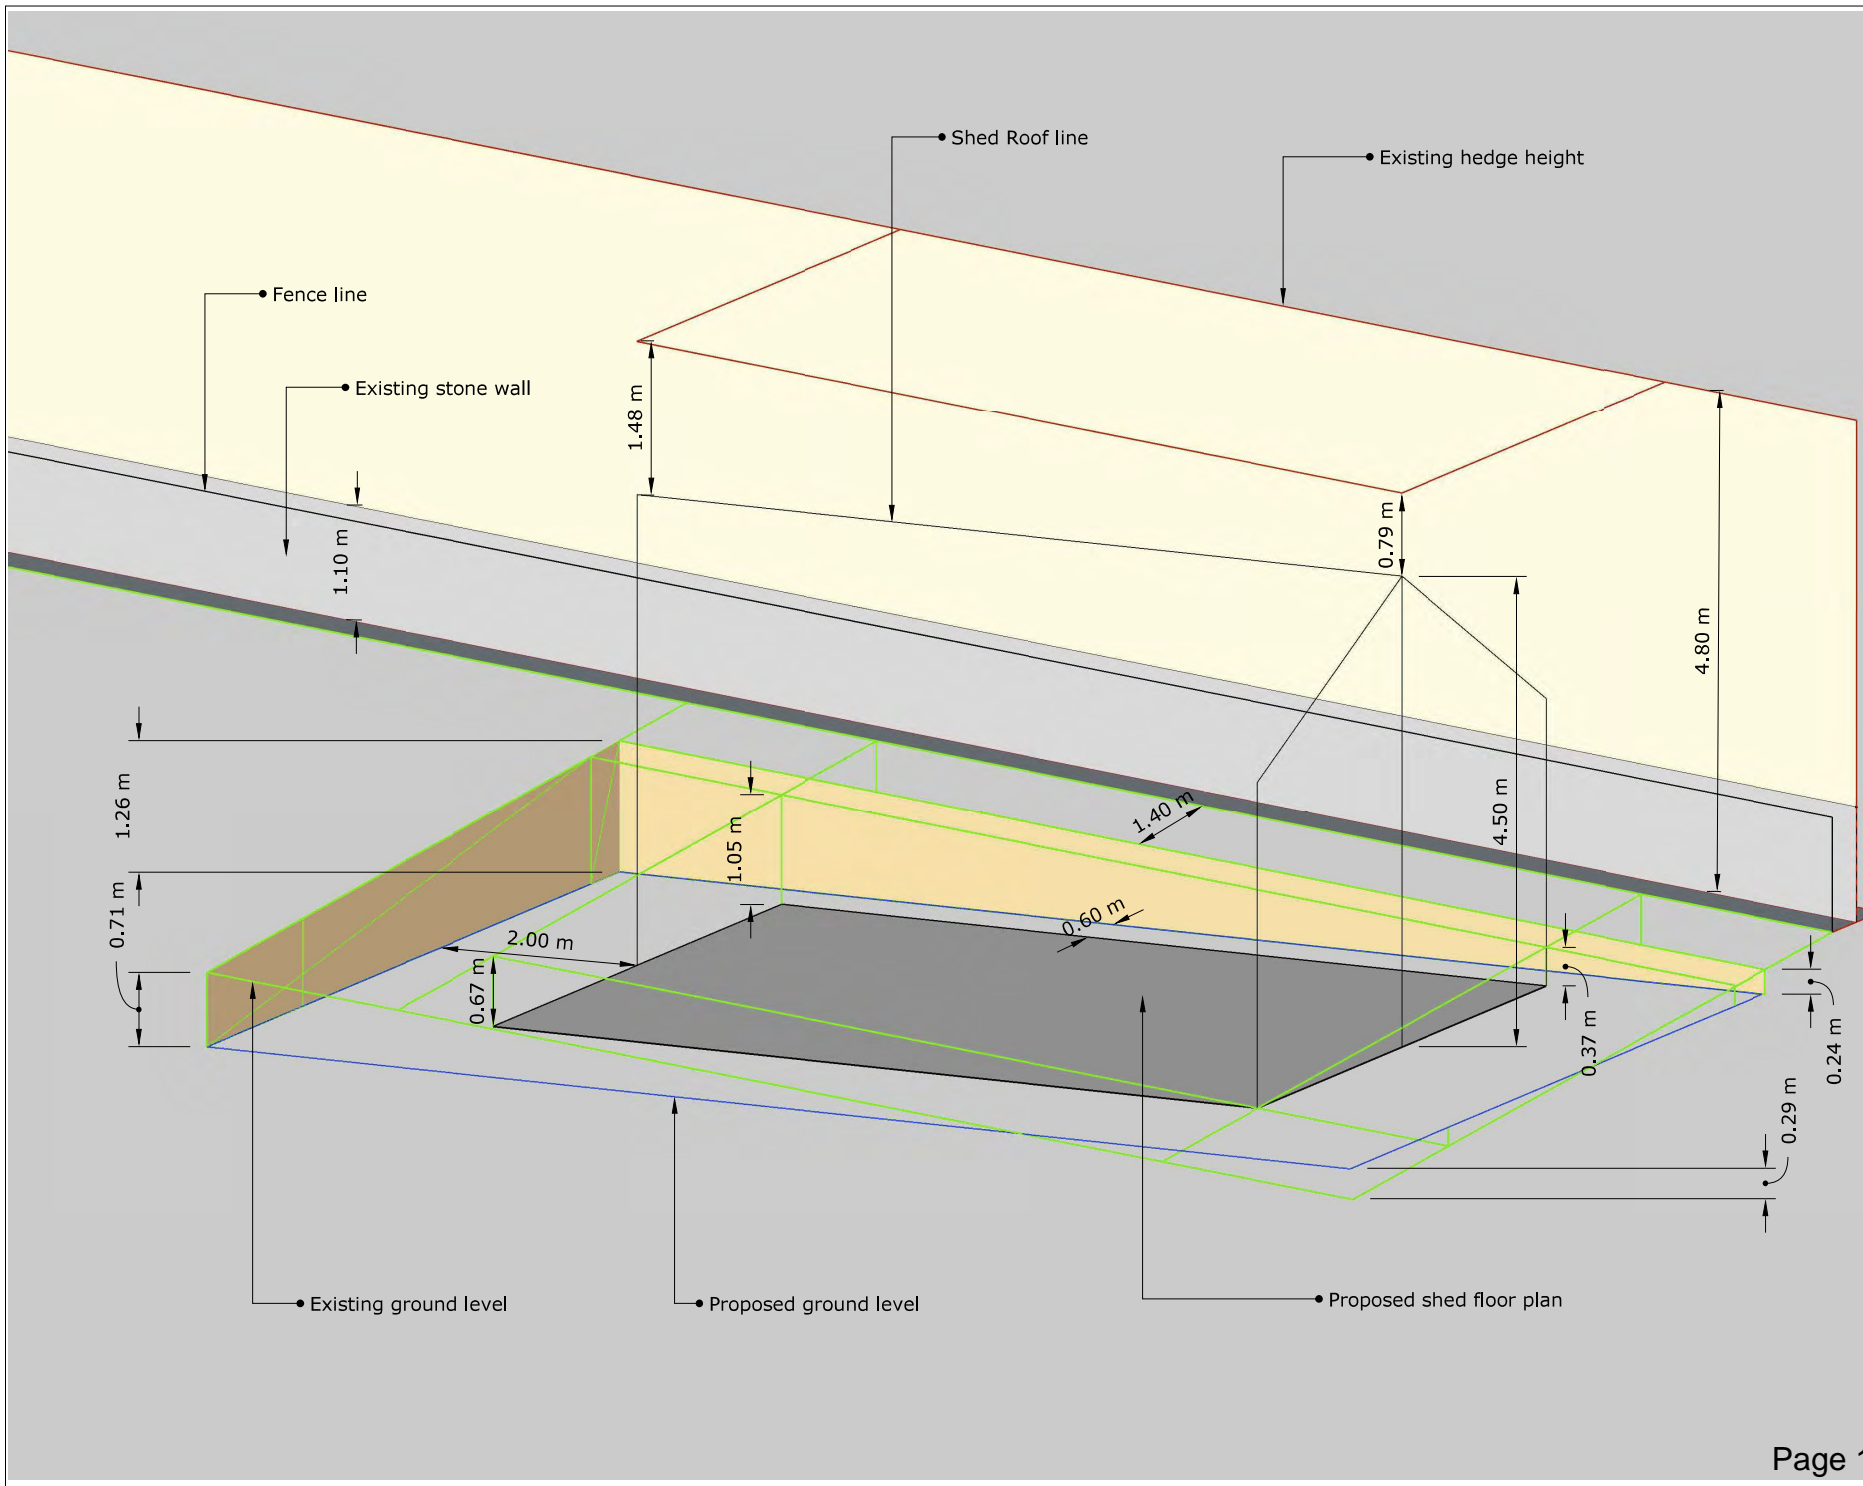 Shed Roof line
Existing hedge height
Fence line
Existing stone wall
1.48 m
0.79 m
1.10 m
4.80 m
1.26 m
4.50 m
1.40 m
1.05 m
0.71 m
0.60 m
2.00 m
0.67 m
0.37 m
0.24 m
0.29 m
Existing ground level
Proposed ground level
Proposed shed floor plan
Page 1